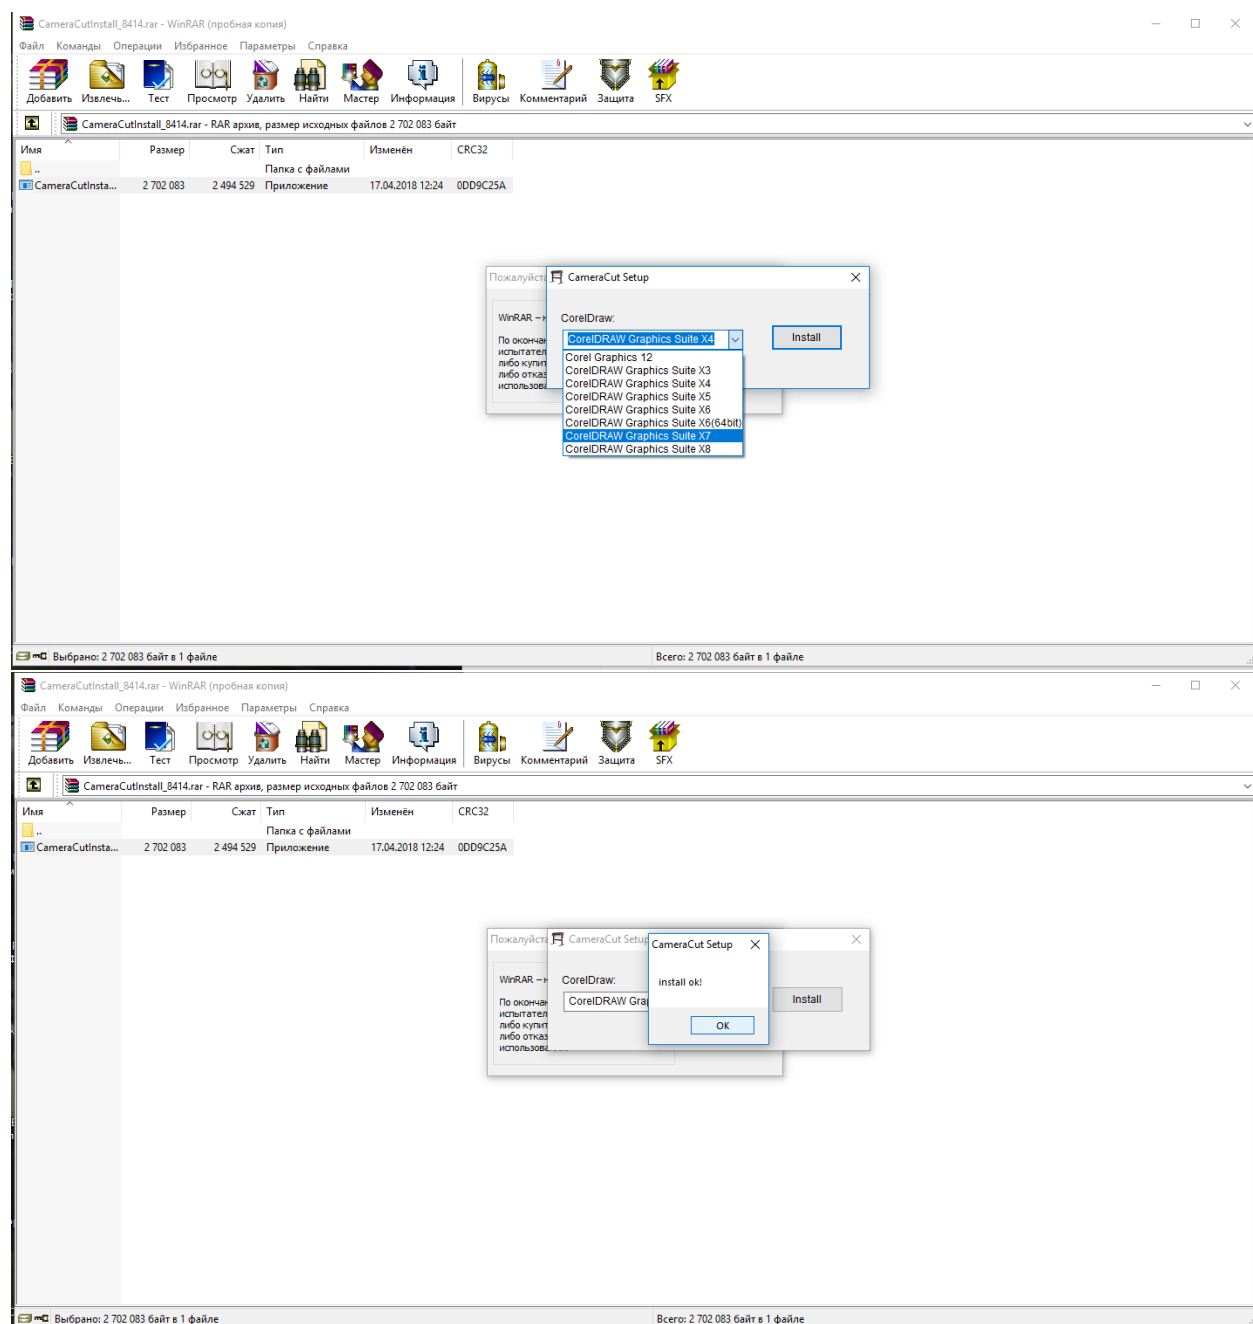 CameraCutInstall_8414.rar - WinRAR (пробная копия)
Файл Команды Операции Избранное Параметры Справка
Добавить Извлечь... Тест Просмотр Удалить Найти Мастер Информация Вирусы Комментарий Защита SFX
CameraCutInstall_8414.rar - RAR архив, размер исходных файлов 2 702 083 байт
Имя Размер Сжат Тип Изменён CRC32
.. Папка с файлами
CameraCutInsta... 2 702 083 2 494 529 Приложение 17.04.2018 12:24 0DD9C25A
CameraCut Setup
WinRAR –
CorelDraw:
CorelDRAW Graphics Suite X4
Install
По
либо
либо
Corel Graphics 12
CorelDRAW Graphics Suite X3
CorelDRAW Graphics Suite X4
CorelDRAW Graphics Suite X5
CorelDRAW Graphics Suite X6
CorelDRAW Graphics Suite X6(64bit)
CorelDRAW Graphics Suite X7
CorelDRAW Graphics Suite X8
Выбрано: 2 702 083 байт в 1 файле Всего: 2 702 083 байт в 1 файле
CameraCutInstall_8414.rar - WinRAR (пробная копия)
Файл Команды Операции Избранное Параметры Справка
Добавить Извлечь... Тест Просмотр Удалить Найти Мастер Информация Вирусы Комментарий Защита SFX
CameraCutInstall_8414.rar - RAR архив, размер исходных файлов 2 702 083 байт
Имя Размер Сжат Тип Изменён CRC32
.. Папка с файлами
CameraCutInsta... 2 702 083 2 494 529 Приложение 17.04.2018 12:24 0DD9C25A
CameraCut Setup
CameraCut Setup
WinRAR –
CorelDraw:
install ok!
CorelDRAW
Install
По
либо
либо
OK
Выбрано: 2 702 083 байт в 1 файле Всего: 2 702 083 байт в 1 файле